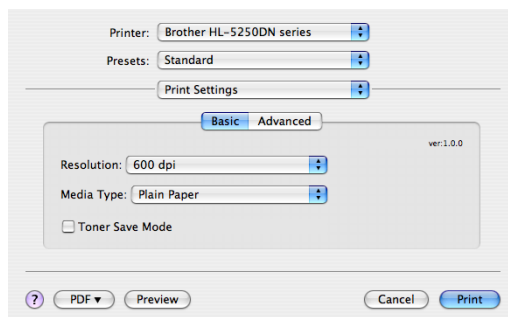 Printer: Brother HL-5250DN series
Presets: Standard
Print Settings
Basic Advanced
ver:1.0.0
Resolution: 600 dpi
Media Type: Plain Paper
Toner Save Mode
? PDF▼ Preview Cancel Print